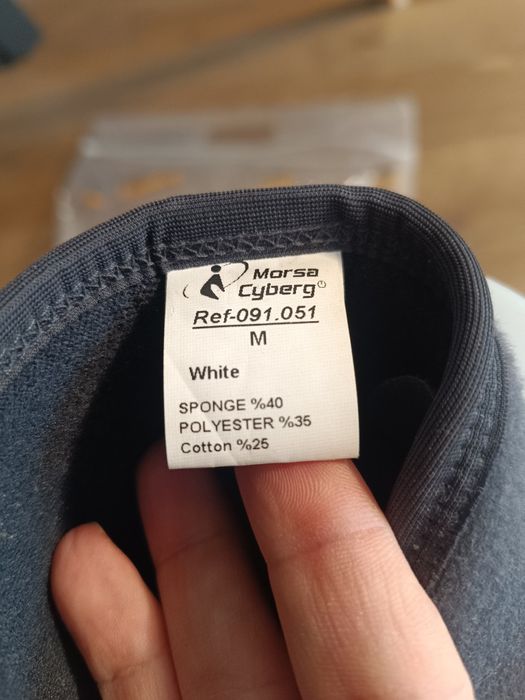 Morsa
Cyberg
Ref-091.051
M
White
SPONGE %40
POLYESTER %35
Cotton %25